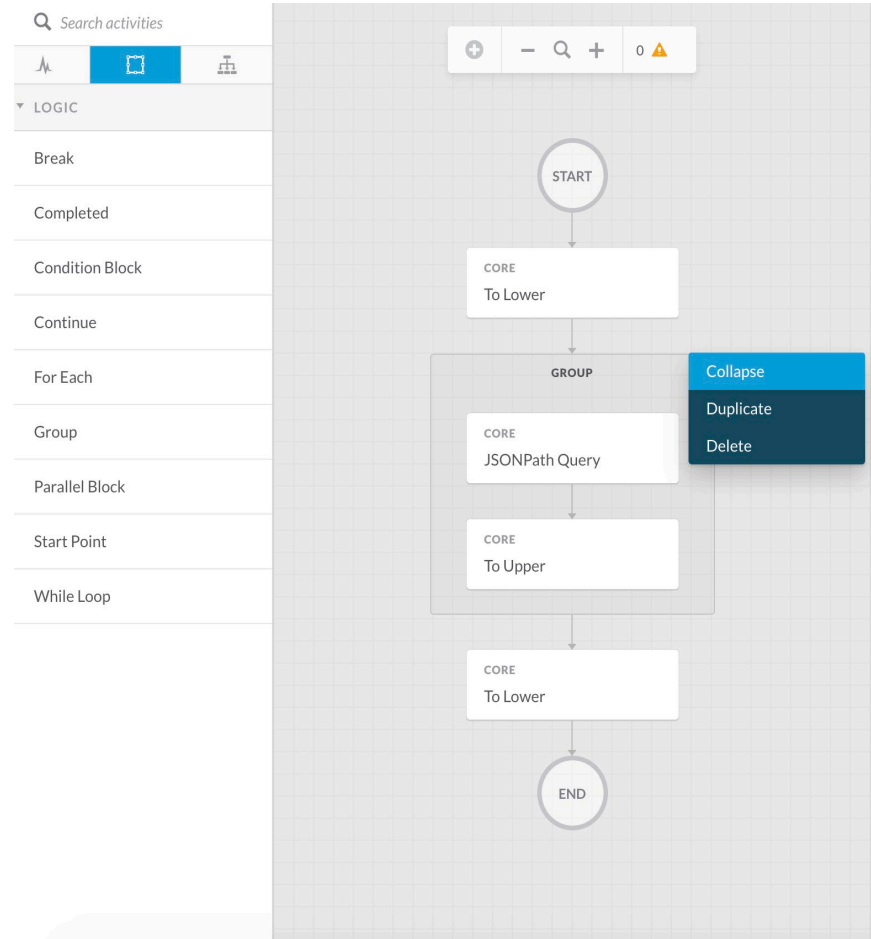 Search activities
LOGIC
Break
Completed
Condition Block
Continue
For Each
Group
Parallel Block
Start Point
While Loop
0
START
CORE
To Lower
GROUP
Collapse
Duplicate
Delete
CORE
JSONPath Query
CORE
To Upper
CORE
To Lower
END